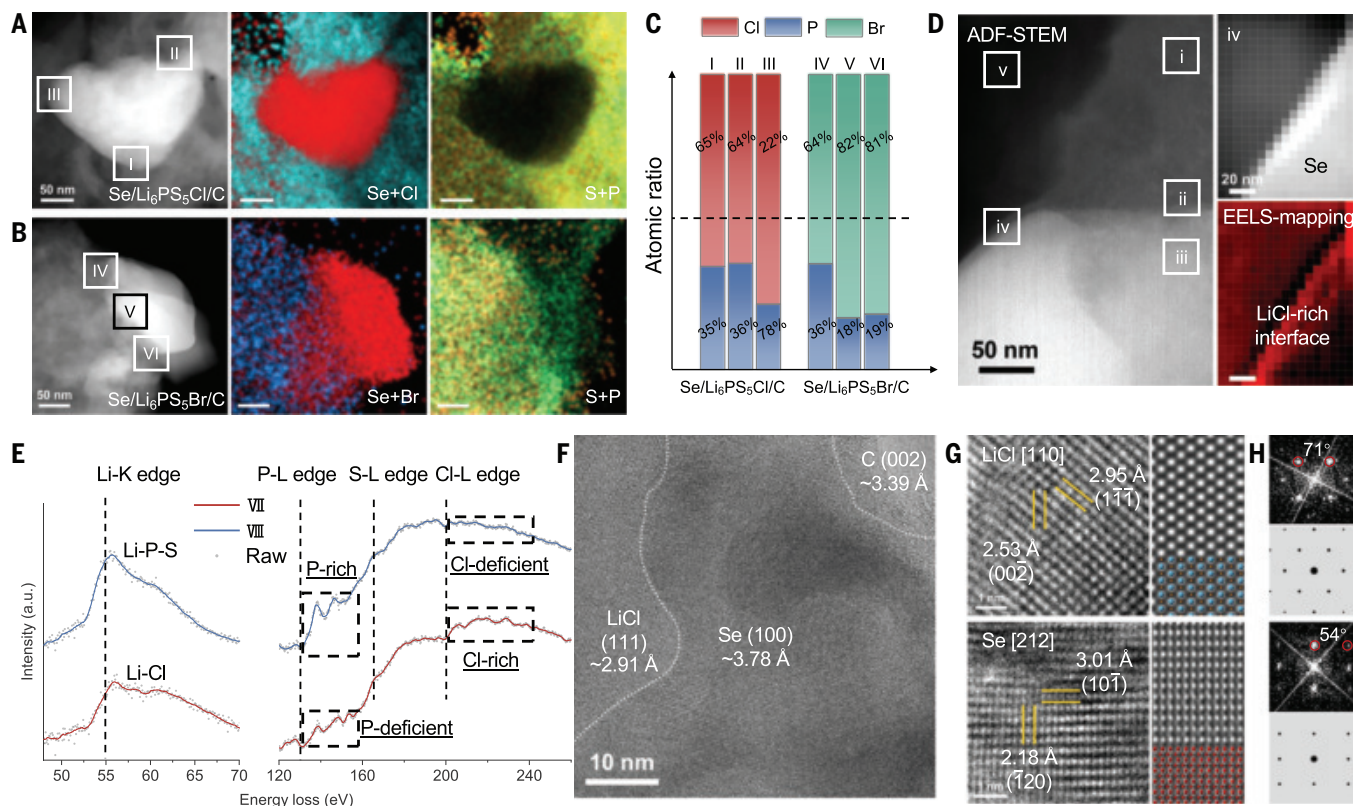 A
II
III
I
50 nm
Se/Li₆PS₅Cl/C
Se+Cl
S+P
B
IV
V
VI
50 nm
Se/Li₆PS₅Br/C
Se+Br
S+P
C
Cl P Br
I II III IV V VI
65% 64% 22% 64% 82% 81%
35% 36% 78% 36% 18% 19%
Atomic ratio
Se/Li₆PS₅Cl/C Se/Li₆PS₅Br/C
D
ADF-STEM
v
i
ii
iv
iii
50 nm
iv
Se
20 nm
EELS-mapping
LiCl-rich
interface
E
Li-K edge P-L edge S-L edge Cl-L edge
VII
VIII
Raw
Li-P-S
P-rich
Cl-deficient
Li-Cl
Cl-rich
P-deficient
Intensity (a.u.)
50 55 60 65 70 120 160 200 240
Energy loss (eV)
F
C (002)
~3.39 Å
LiCl
(111)
~2.91 Å
Se (100)
~3.78 Å
10 nm
G
LiCl [110]
2.95 Å
(11̄1̄)
2.53 Å
(002̄)
1 nm
Se [212]
3.01 Å
(101̄)
2.18 Å
(1̄20)
1 nm
H
71°
54°